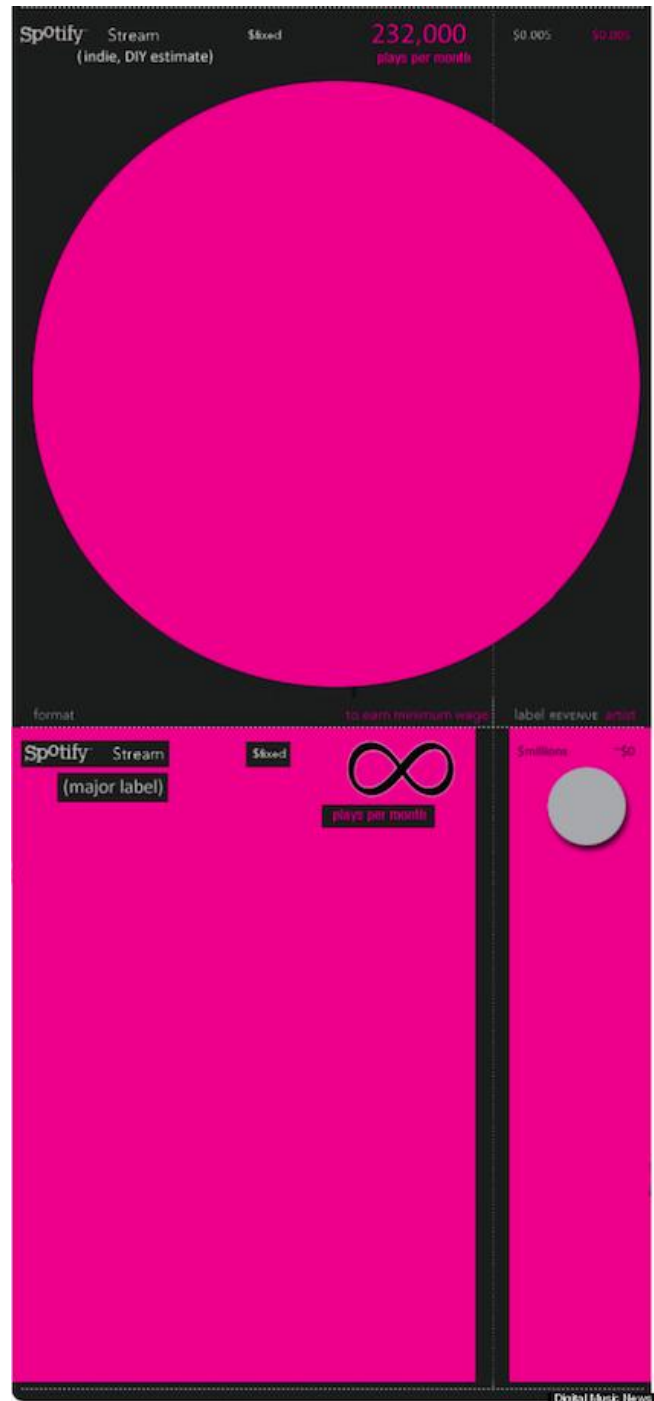 Spotify Stream $fixed 232,000 $0.005 $0.005
(indie, DIY estimate) plays per month
format to earn minimum wage label REVENUE artist
Spotify Stream $fixed ∞ $millions ~$0
(major label)
plays per month
Digital Music News